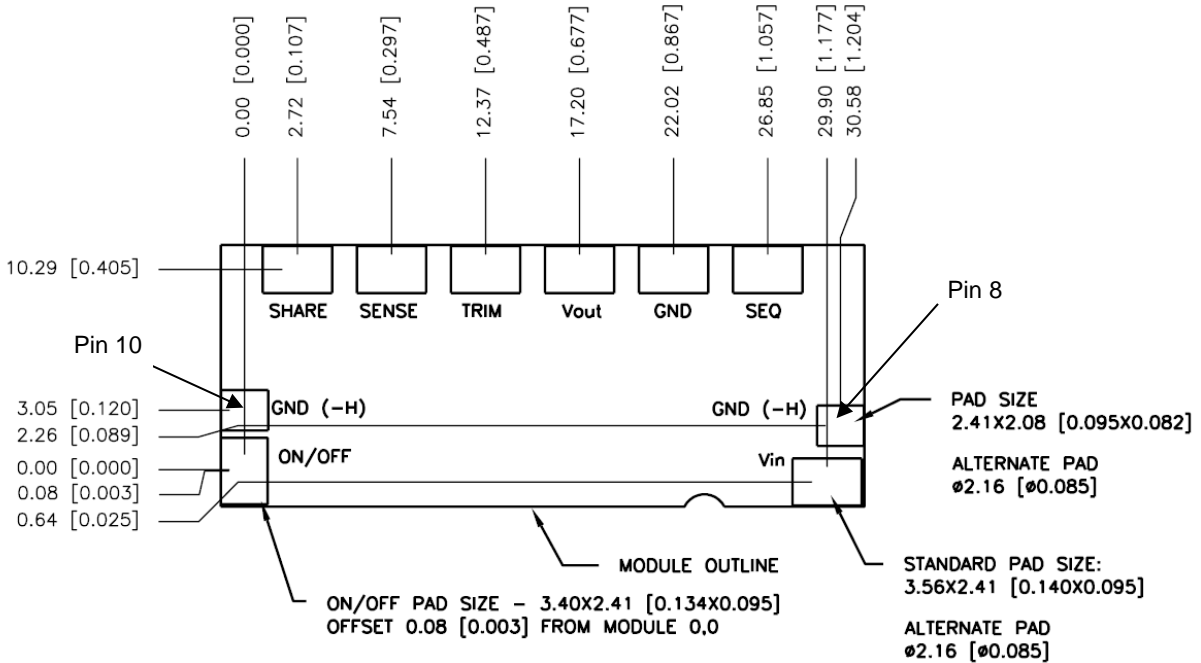 0.00 [0.000]
2.72 [0.107]
7.54 [0.297]
12.37 [0.487]
17.20 [0.677]
22.02 [0.867]
26.85 [1.057]
29.90 [1.177]
30.58 [1.204]
10.29 [0.405]
SHARE
SENSE
TRIM
Vout
GND
SEQ
Pin 8
Pin 10
3.05 [0.120]
GND (-H)
GND (-H)
PAD SIZE
2.41X2.08 [0.095X0.082]
2.26 [0.089]
ON/OFF
Vin
ALTERNATE PAD
ø2.16 [ø0.085]
0.00 [0.000]
0.08 [0.003]
0.64 [0.025]
MODULE OUTLINE
STANDARD PAD SIZE:
3.56X2.41 [0.140X0.095]
ON/OFF PAD SIZE - 3.40X2.41 [0.134X0.095]
OFFSET 0.08 [0.003] FROM MODULE 0,0
ALTERNATE PAD
ø2.16 [ø0.085]